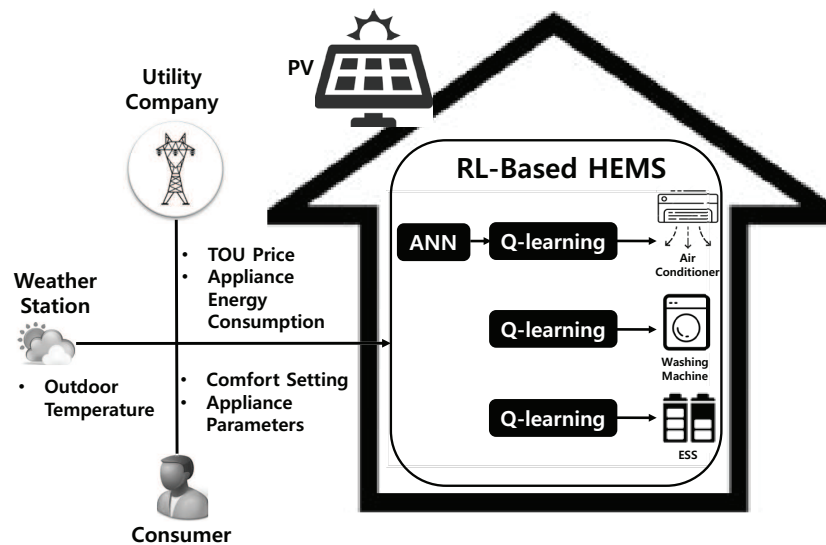 PV
Utility
Company
RL-Based HEMS
ANN
Q-learning
Air
Conditioner
• TOU Price
• Appliance
Energy
Consumption
Weather
Station
Q-learning
Washing
Machine
• Outdoor
Temperature
• Comfort Setting
• Appliance
Parameters
Q-learning
ESS
Consumer